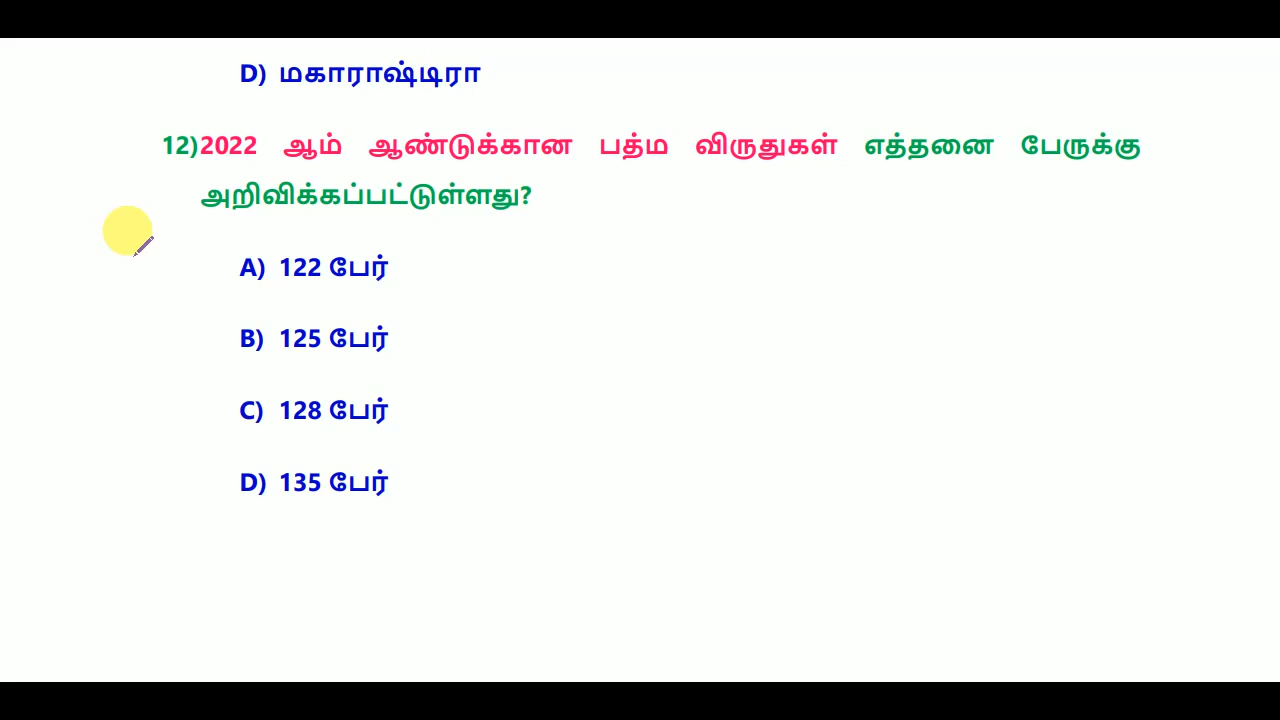 D) மகாராஷ்டிரா
12)2022 ஆம் ஆண்டுக்கான பத்ம விருதுகள் எத்தனை பேருக்கு
அறிவிக்கப்பட்டுள்ளது?
A) 122 பேர்
B) 125 பேர்
C) 128 பேர்
D) 135 பேர்